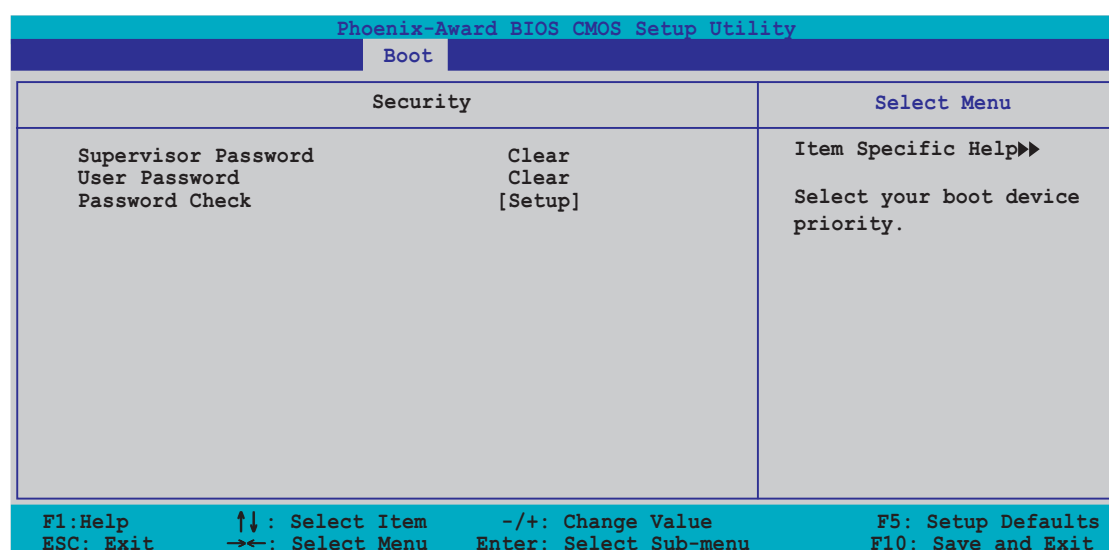 Phoenix-Award BIOS CMOS Setup Utility
Boot
Security
Select Menu
Supervisor Password Clear
User Password Clear
Password Check [Setup]
Item Specific Help▶▶
Select your boot device
priority.
F1:Help ↑↓: Select Item -/+: Change Value F5: Setup Defaults
ESC: Exit →←: Select Menu Enter: Select Sub-menu F10: Save and Exit